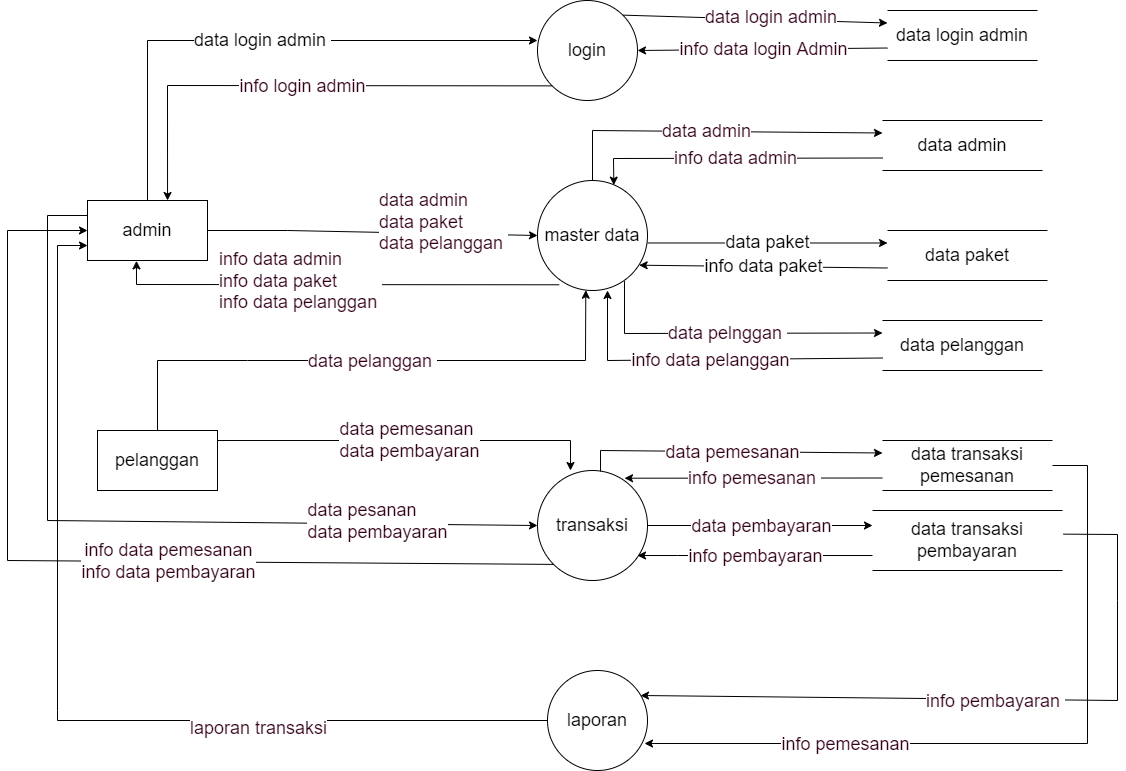 data login admin
login
data login admin
info data login Admin
data login admin
info login admin
data admin
info data admin
data admin
admin
data admin
data paket
data pelanggan
master data
data paket
info data paket
data paket
info data admin
info data paket
info data pelanggan
data pelnggan
info data pelanggan
data pelanggan
data pelanggan
pelanggan
data pemesanan
data pembayaran
data pemesanan
info pemesanan
data transaksi
pemesanan
data pesanan
data pembayaran
transaksi
data pembayaran
info pembayaran
data transaksi
pembayaran
info data pemesanan
info data pembayaran
laporan
info pembayaran
laporan transaksi
info pemesanan